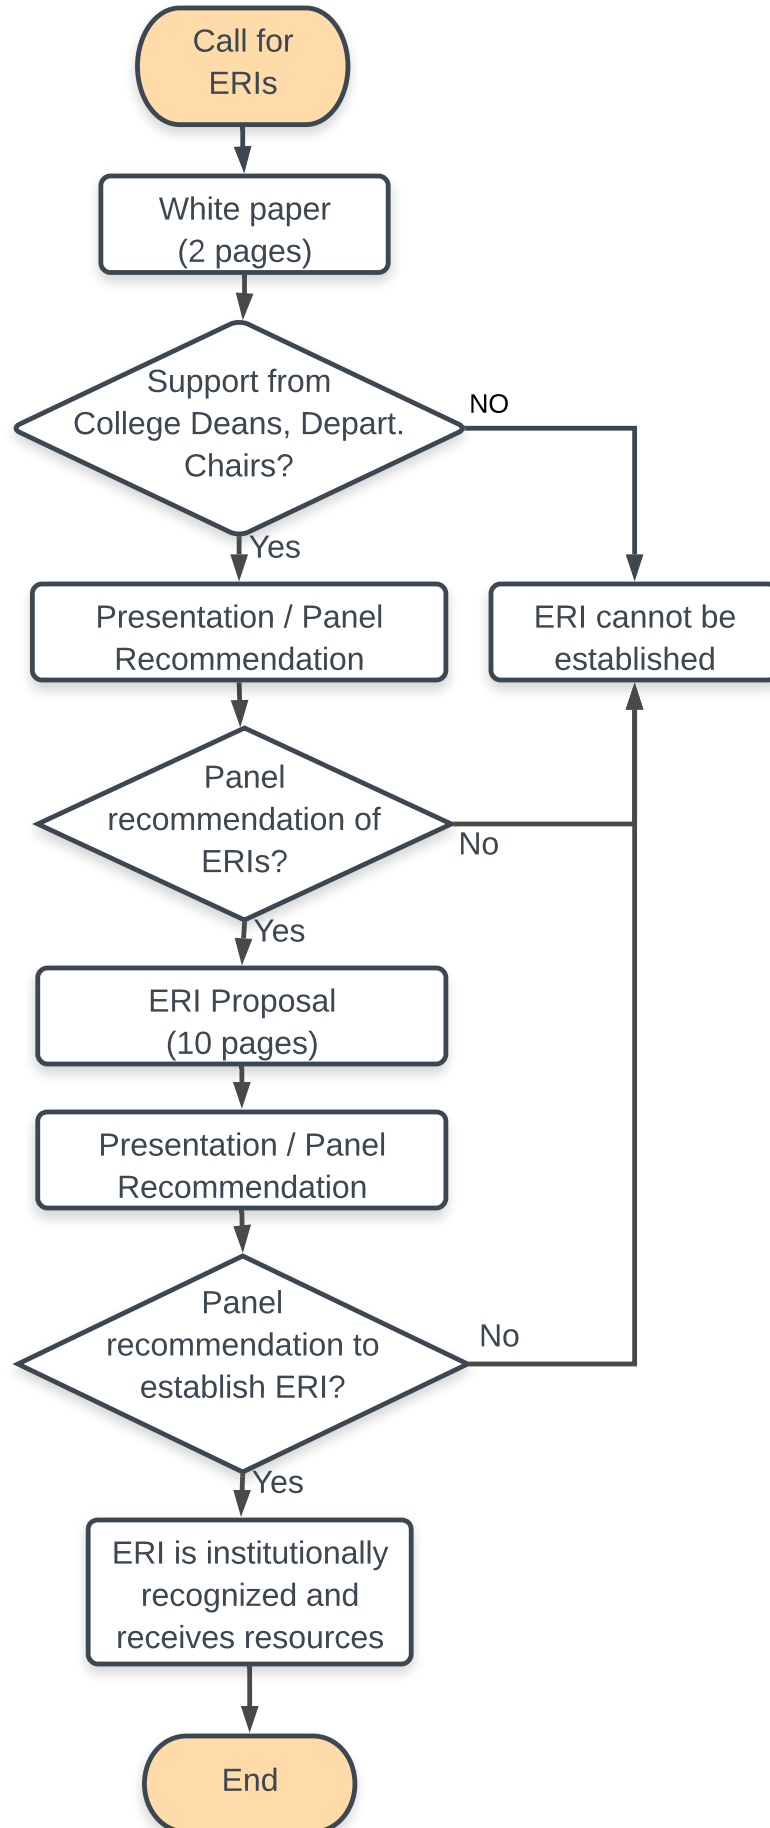 Call for
ERIs
White paper
(2 pages)
Support from
College Deans, Depart.
Chairs?
NO
Yes
Presentation / Panel
Recommendation
ERI cannot be
established
Panel
recommendation of
ERIs?
No
Yes
ERI Proposal
(10 pages)
Presentation / Panel
Recommendation
Panel
recommendation to
establish ERI?
No
Yes
ERI is institutionally
recognized and
receives resources
End